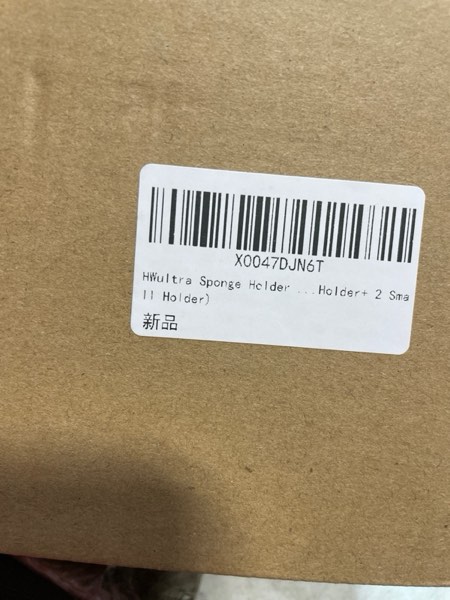 X0047DJN6T
HWultra Sponge Holder ...Holder+ 2 Sma
ll Holder)
新品